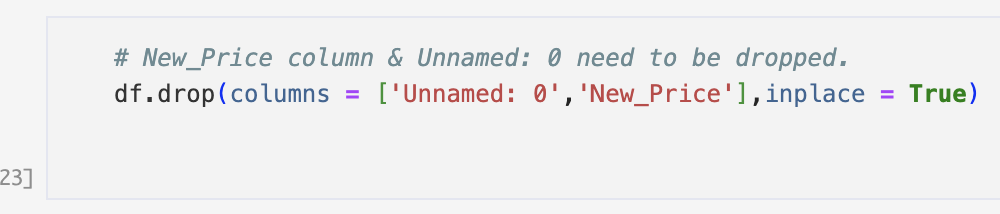 # New_Price column & Unnamed: 0 need to be dropped.
df.drop(columns = ['Unnamed: 0','New_Price'],inplace = True)
23]